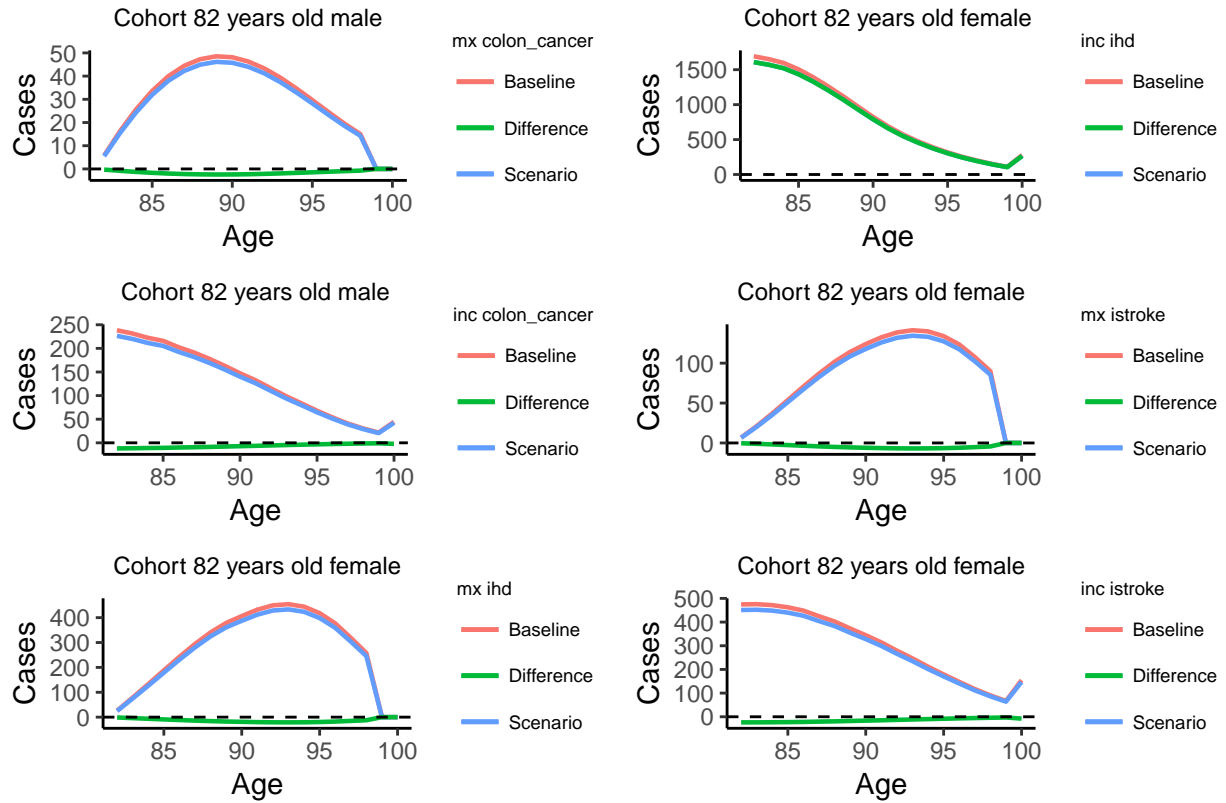 Cohort 82 years old male
mx colon_cancer
Baseline
Difference
Scenario
Cases
50
40
30
20
10
0
85 90 95 100
Age
Cohort 82 years old female
inc ihd
Baseline
Difference
Scenario
Cases
1500
1000
500
0
85 90 95 100
Age
Cohort 82 years old male
inc colon_cancer
Baseline
Difference
Scenario
Cases
250
200
150
100
50
0
85 90 95 100
Age
Cohort 82 years old female
mx istroke
Baseline
Difference
Scenario
Cases
100
50
0
85 90 95 100
Age
Cohort 82 years old female
mx ihd
Baseline
Difference
Scenario
Cases
400
300
200
100
0
85 90 95 100
Age
Cohort 82 years old female
inc istroke
Baseline
Difference
Scenario
Cases
500
400
300
200
100
0
85 90 95 100
Age